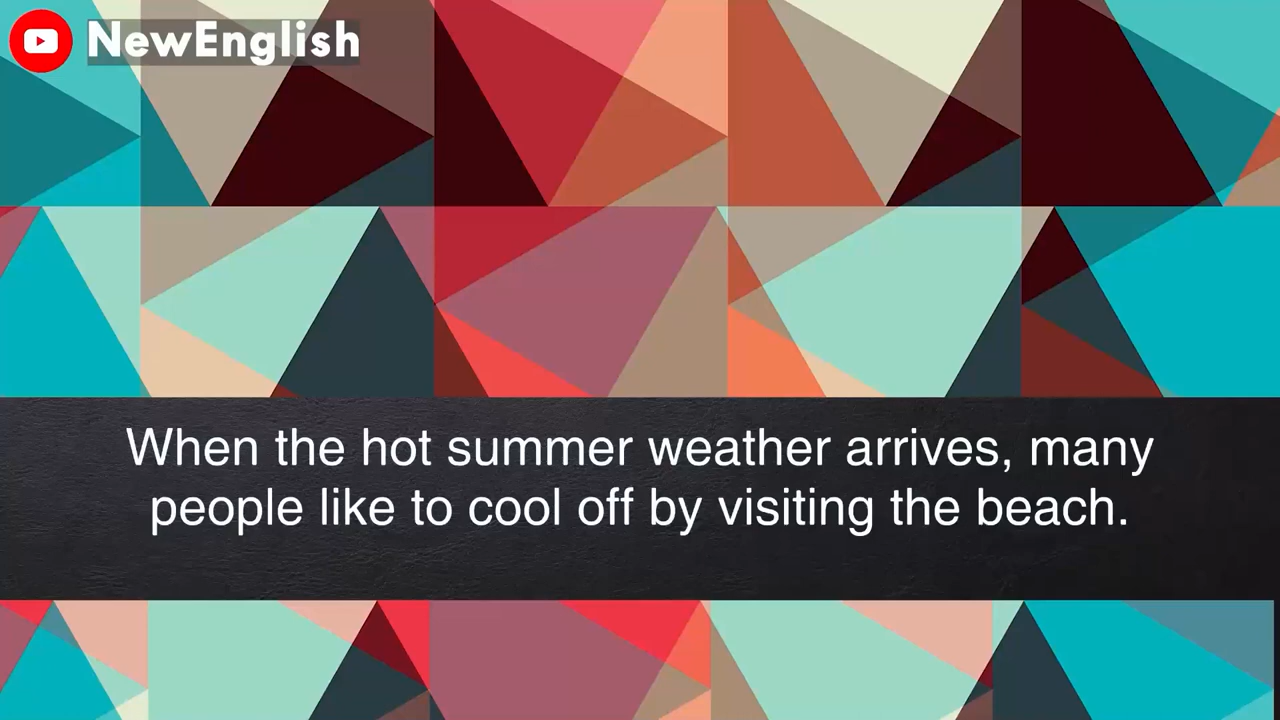 NewEnglish
When the hot summer weather arrives, many
people like to cool off by visiting the beach.